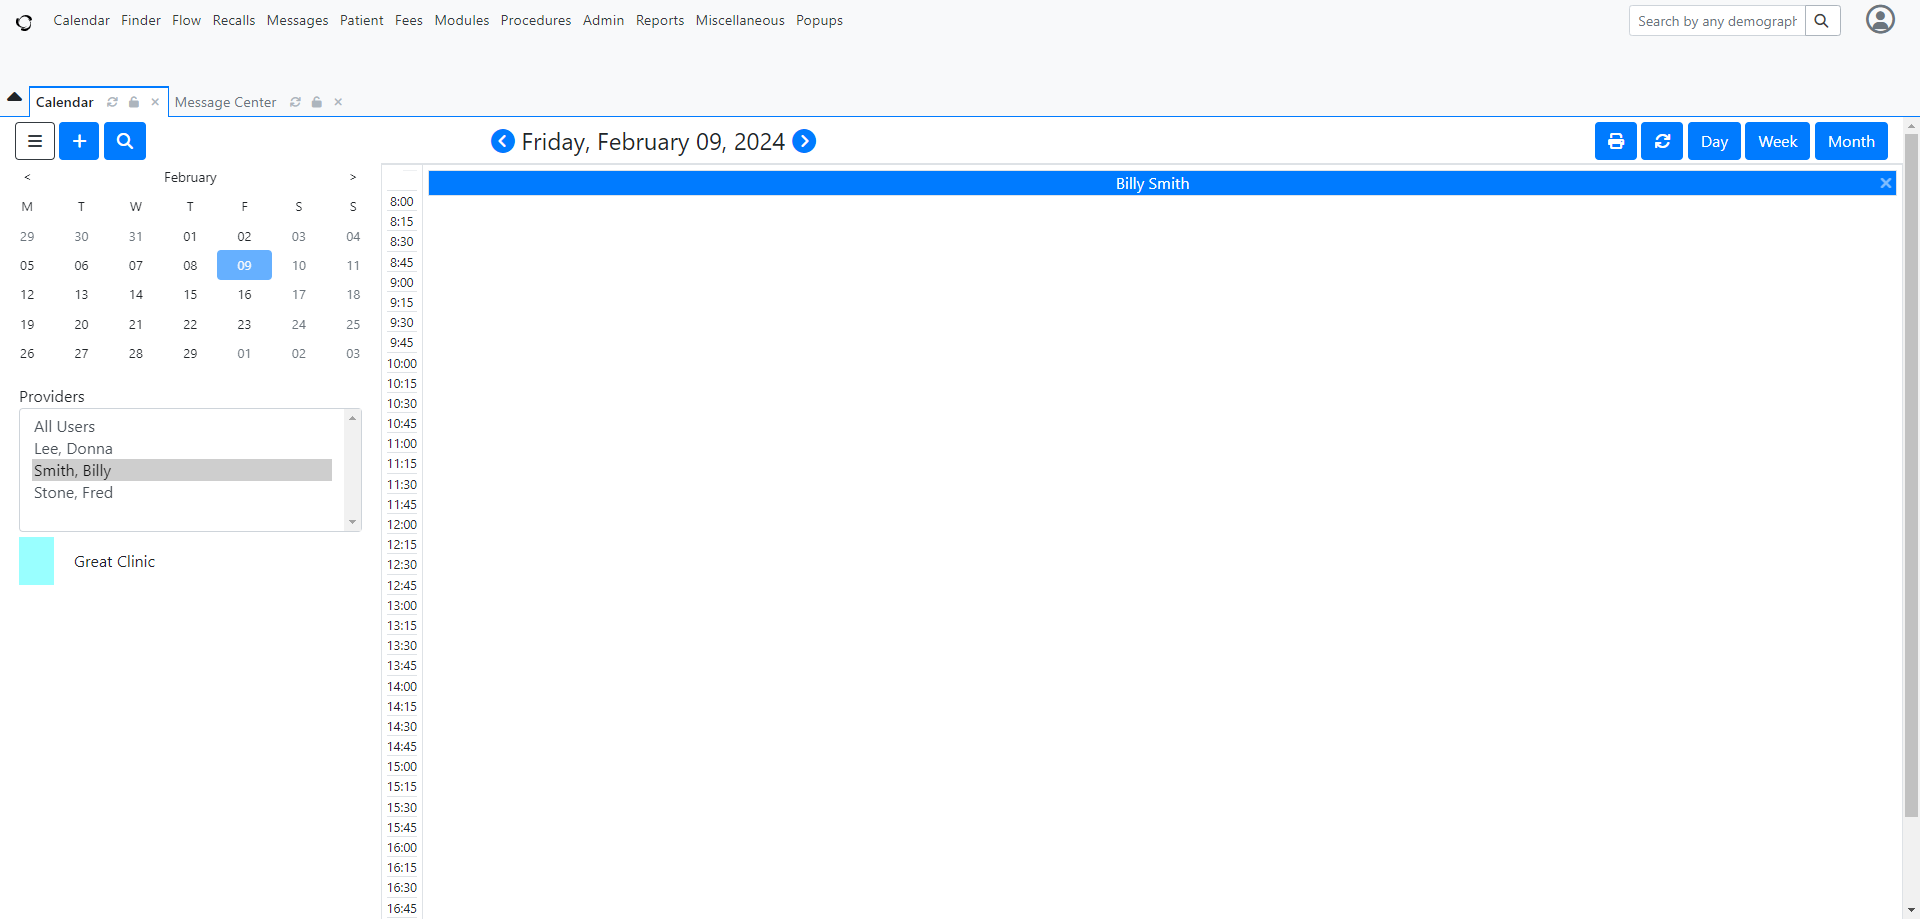 Calendar Finder Flow Recalls Messages Patient Fees Modules Procedures Admin Reports Miscellaneous Popups
Search by any demograph
Calendar Message Center
Friday, February 09, 2024
Day Week Month
< February >
M T W T F S S
29 30 31 01 02 03 04
05 06 07 08 09 10 11
12 13 14 15 16 17 18
19 20 21 22 23 24 25
26 27 28 29 01 02 03
Providers
All Users
Lee, Donna
Smith, Billy
Stone, Fred
Great Clinic
Billy Smith
8:00
8:15
8:30
8:45
9:00
9:15
9:30
9:45
10:00
10:15
10:30
10:45
11:00
11:15
11:30
11:45
12:00
12:15
12:30
12:45
13:00
13:15
13:30
13:45
14:00
14:15
14:30
14:45
15:00
15:15
15:30
15:45
16:00
16:15
16:30
16:45